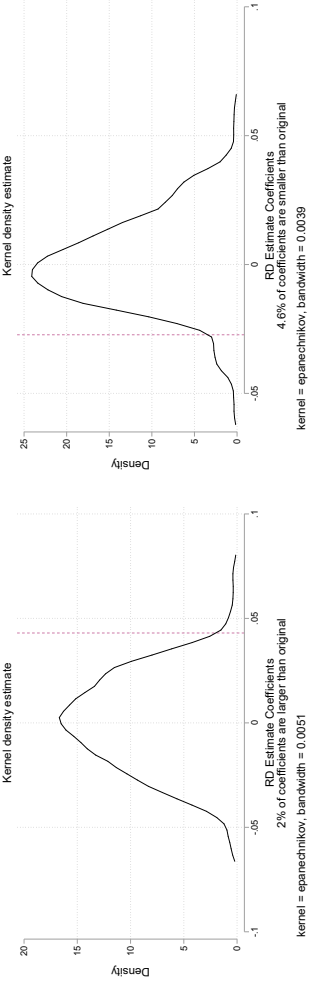 Kernel density estimate
20
15
10
5
0
Density
-.1
-.05
0
.05
.1
RD Estimate Coefficients
2% of coefficients are larger than original
kernel = epanechnikov, bandwidth = 0.0051
Kernel density estimate
25
20
15
10
5
0
Density
-.05
0
.05
.1
RD Estimate Coefficients
4.6% of coefficients are smaller than original
kernel = epanechnikov, bandwidth = 0.0039